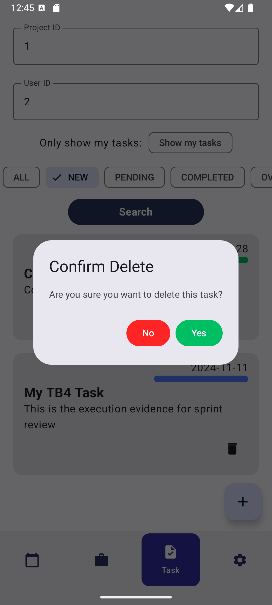 12:45
Project ID
1
User ID
2
Only show my tasks: Show my tasks
ALL NEW PENDING COMPLETED
Search
28
Confirm Delete
Are you sure you want to delete this task?
No Yes
2024-11-11
My TB4 Task
This is the execution evidence for sprint
review
+
Task